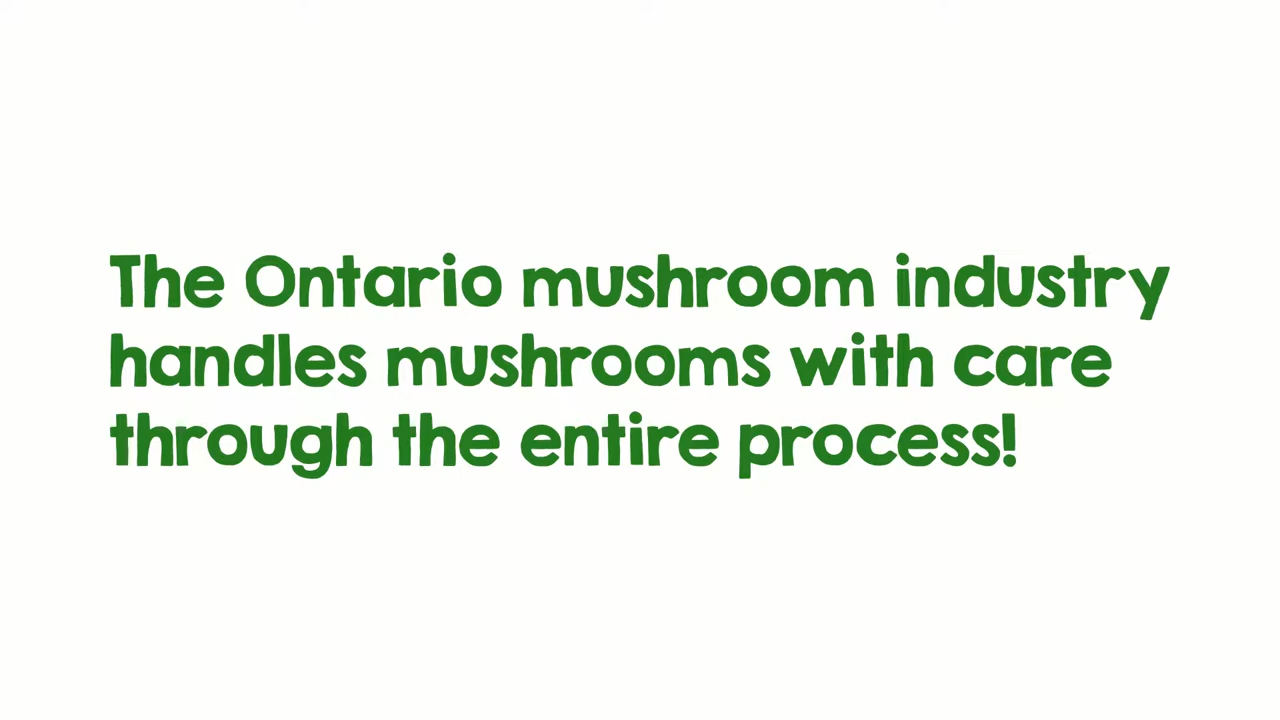 The Ontario mushroom industry
handles mushrooms with care
through the entire process!